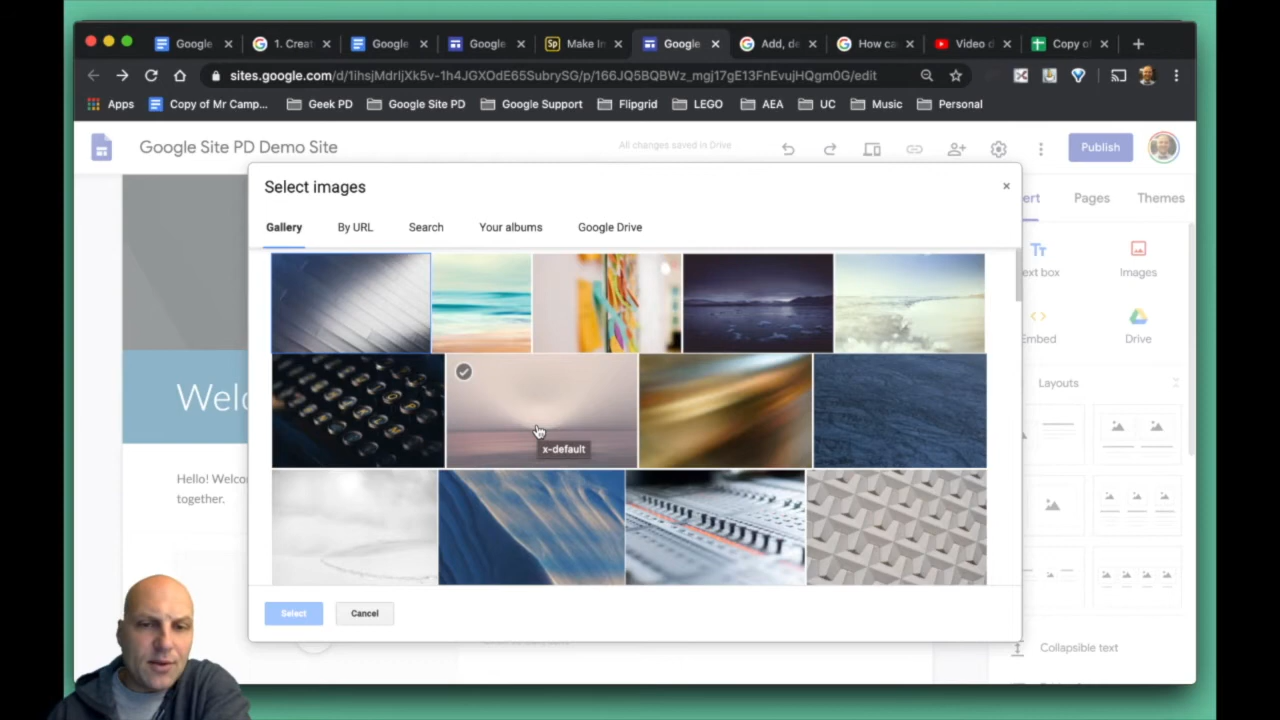 Google
1. Creat
Google
Google
Sp
Make In
Google
Add, de
How ca
Video d
Copy of
sites.google.com/d/1ihsjMdrIjXk5v-1h4JGXOdE65SubrySG/p/166JQ5BQBWz_mgj17gE13FnEvujHQgm0G/edit
Apps
Copy of Mr Camp...
Geek PD
Google Site PD
Google Support
Flipgrid
LEGO
AEA
UC
Music
Personal
Google Site PD Demo Site
All changes saved in Drive
Publish
Select images
Gallery
By URL
Search
Your albums
Google Drive
ert
Pages
Themes
Tт
ext box
Images
Embed
Drive
Layouts
Welc
x-default
Hello! Welco
together.
Select
Cancel
Collapsible text